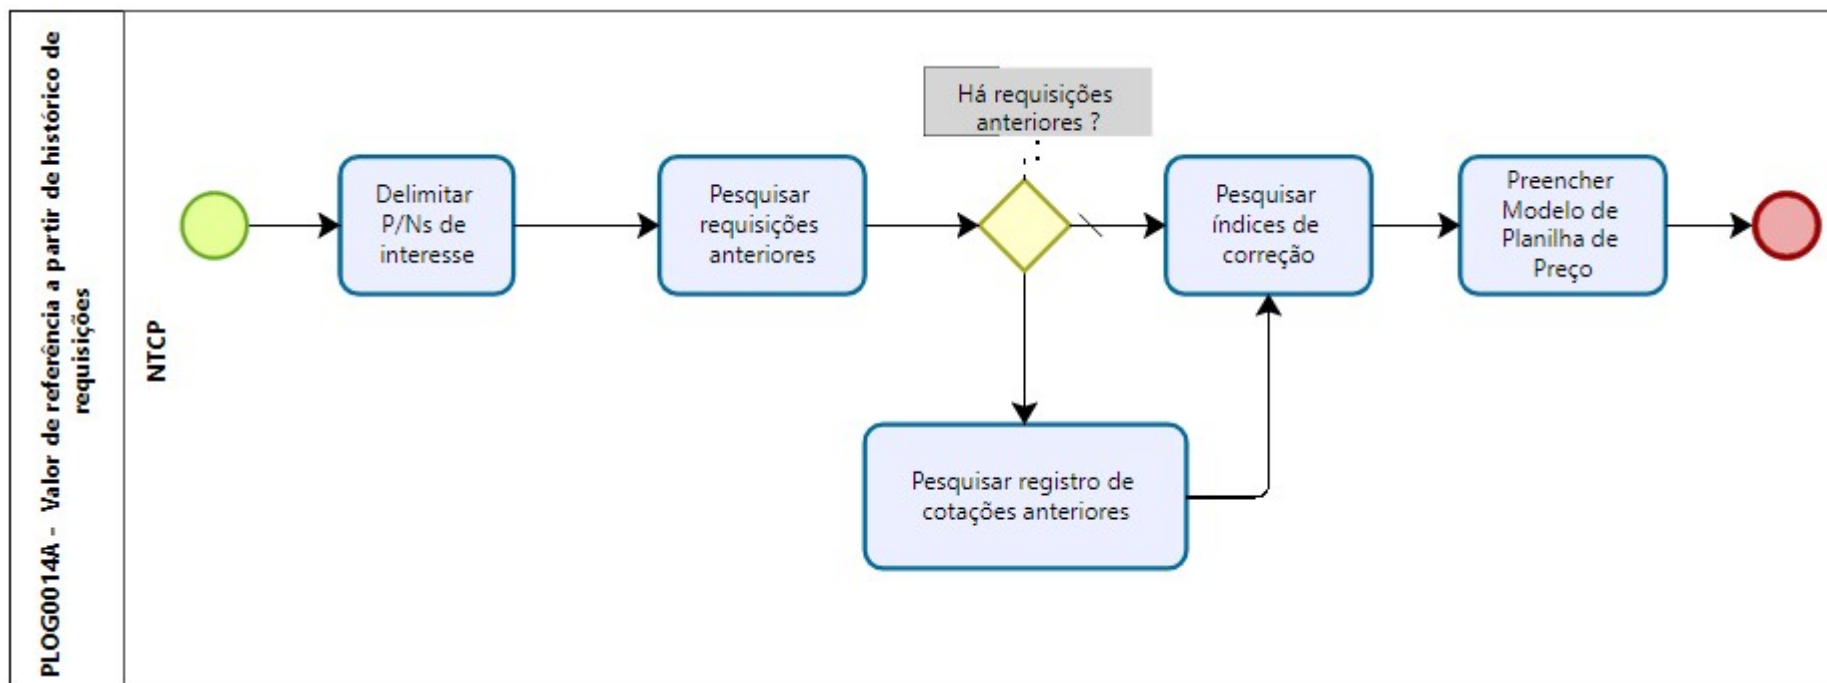 PLOG0014A - Valor de referência a partir de histórico de
requisições
NTCP
Delimitar
P/Ns de
interesse
Pesquisar
requisições
anteriores
Há requisições
anteriores ?
Pesquisar
índices de
correção
Preencher
Modelo de
Planilha de
Preço
Pesquisar registro de
cotações anteriores